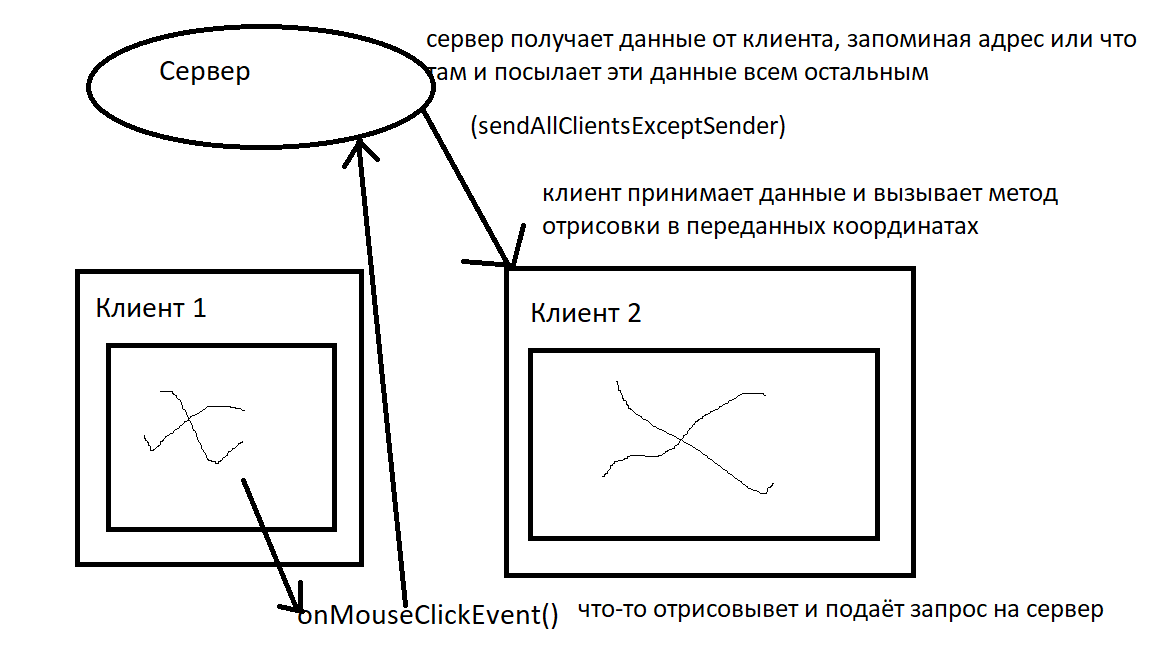 Сервер
сервер получает данные от клиента, запоминая адрес или что
там и посылает эти данные всем остальным
(sendAllClientsExceptSender)
клиент принимает данные и вызывает метод
отрисовки в переданных координатах
Клиент 1
Клиент 2
onMouseClickEvent()
что-то отрисовывет и подаёт запрос на сервер